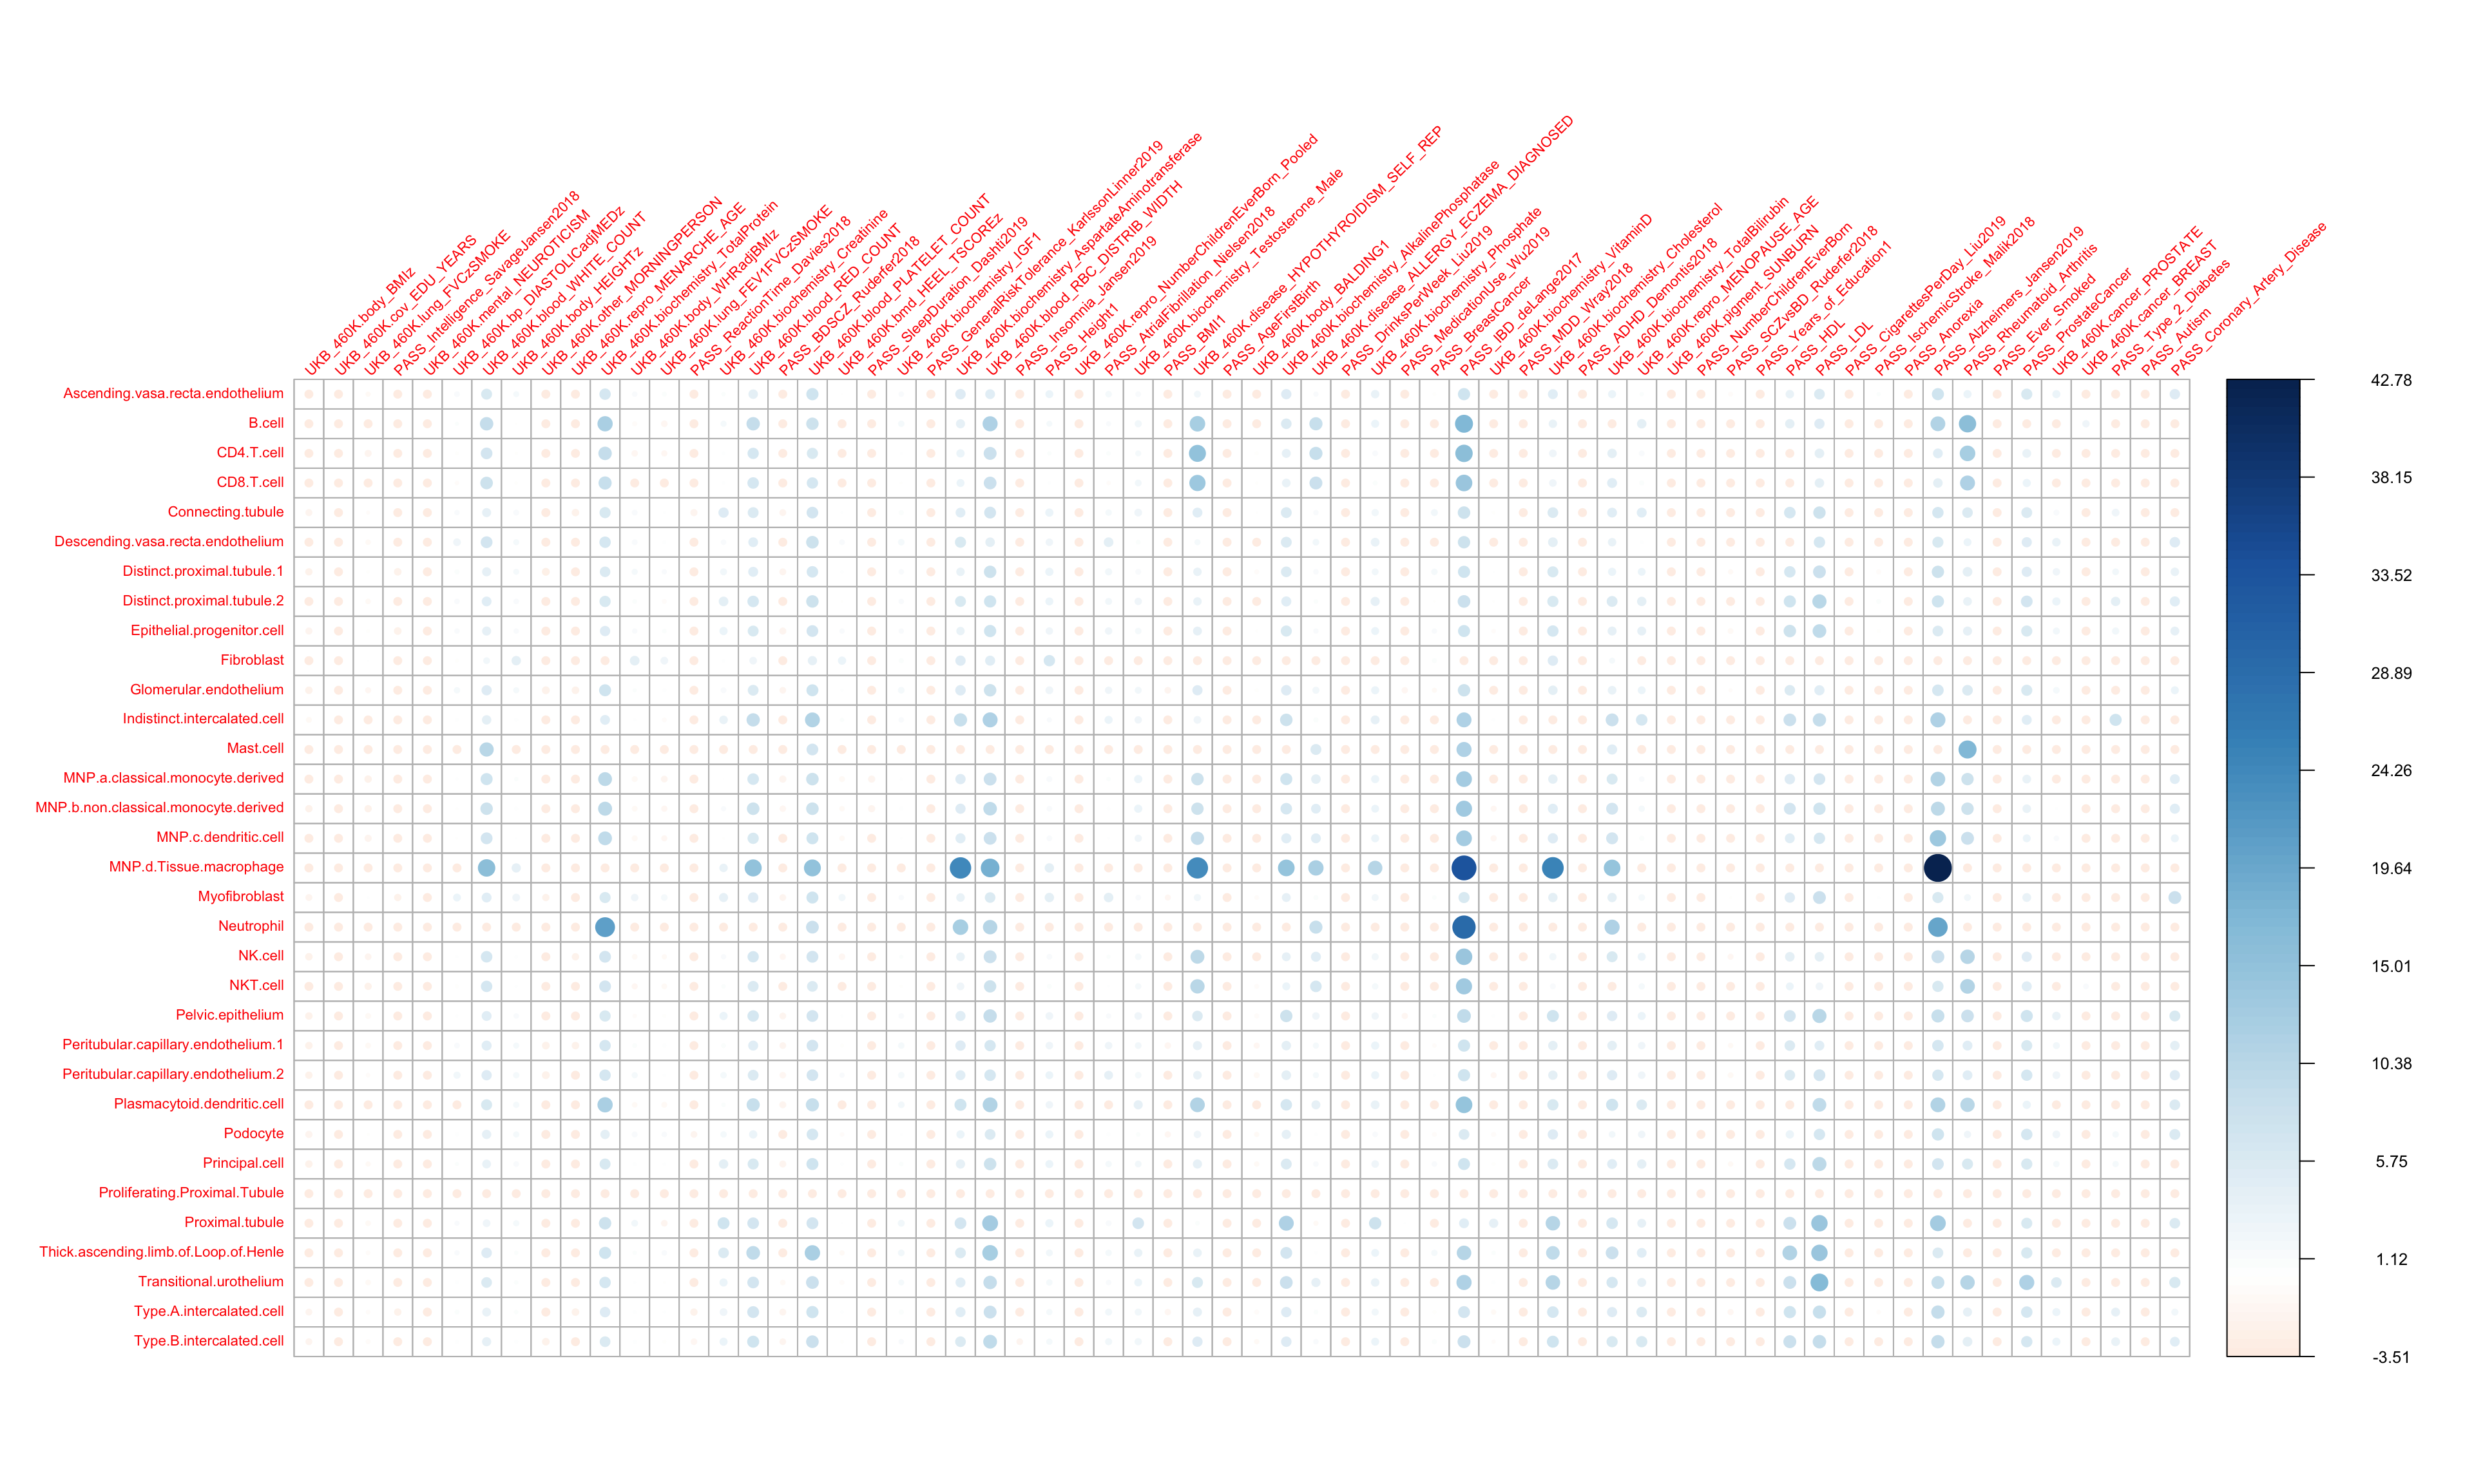 UKB_460K.body_BMIz
UKB_460K.cov_EDU_YEARS
UKB_460K.lung_FVCzSMOKE
PASS_Intelligence_SavageJansen2018
UKB_460K.mental_NEUROTICISM
UKB_460K.bp_DIASTOLICadjMEDz
UKB_460K.blood_WHITE_COUNT
UKB_460K.body_HEIGHTz
UKB_460K.other_MORNINGPERSON
UKB_460K.repro_MENARCHE_AGE
UKB_460K.biochemistry_TotalProtein
UKB_460K.body_WHRadjBMIz
UKB_460K.lung_FEV1FVCzSMOKE
PASS_ReactionTime_Davies2018
UKB_460K.biochemistry_Creatinine
UKB_460K.blood_RED_COUNT
PASS_BDSCZ_Ruderfer2018
UKB_460K.blood_PLATELET_COUNT
UKB_460K.bmd_HEEL_TSCOREz
PASS_SleepDuration_Dashti2019
UKB_460K.biochemistry_IGF1
PASS_GeneralRiskTolerance_KarlssonLinner2019
UKB_460K.biochemistry_AspartateAminotransferase
UKB_460K.blood_RBC_DISTRIB_WIDTH
PASS_Insomnia_Jansen2019
PASS_Height1
UKB_460K.repro_NumberChildrenEverBorn_Pooled
PASS_AtrialFibrillation_Nielsen2018
UKB_460K.biochemistry_Testosterone_Male
PASS_BMI1
UKB_460K.disease_HYPOTHYROIDISM_SELF_REP
PASS_AgeFirstBirth
UKB_460K.body_BALDING1
UKB_460K.biochemistry_AlkalinePhosphatase
UKB_460K.disease_ALLERGY_ECZEMA_DIAGNOSED
PASS_DrinksPerWeek_Liu2019
UKB_460K.biochemistry_Phosphate
PASS_MedicationUse_Wu2019
PASS_BreastCancer
PASS_IBD_deLange2017
UKB_460K.biochemistry_VitaminD
PASS_MDD_Wray2018
UKB_460K.biochemistry_Cholesterol
PASS_ADHD_Demontis2018
UKB_460K.biochemistry_TotalBilirubin
UKB_460K.repro_MENOPAUSE_AGE
UKB_460K.pigment_SUNBURN
PASS_NumberChildrenEverBorn
PASS_SCZvsBD_Ruderfer2018
PASS_Years_of_Education1
PASS_HDL
PASS_LDL
PASS_CigarettesPerDay_Liu2019
PASS_IschemicStroke_Malik2018
PASS_Anorexia
PASS_Alzheimers_Jansen2019
PASS_Rheumatoid_Arthritis
PASS_Ever_Smoked
PASS_ProstateCancer
UKB_460K.cancer_PROSTATE
UKB_460K.cancer_BREAST
PASS_Type_2_Diabetes
PASS_Autism
PASS_Coronary_Artery_Disease
Ascending.vasa.recta.endothelium
B.cell
CD4.T.cell
CD8.T.cell
Connecting.tubule
Descending.vasa.recta.endothelium
Distinct.proximal.tubule.1
Distinct.proximal.tubule.2
Epithelial.progenitor.cell
Fibroblast
Glomerular.endothelium
Indistinct.intercalated.cell
Mast.cell
MNP.a.classical.monocyte.derived
MNP.b.non.classical.monocyte.derived
MNP.c.dendritic.cell
MNP.d.Tissue.macrophage
Myofibroblast
Neutrophil
NK.cell
NKT.cell
Pelvic.epithelium
Peritubular.capillary.endothelium.1
Peritubular.capillary.endothelium.2
Plasmacytoid.dendritic.cell
Podocyte
Principal.cell
Proliferating.Proximal.Tubule
Proximal.tubule
Thick.ascending.limb.of.Loop.of.Henle
Transitional.urothelium
Type.A.intercalated.cell
Type.B.intercalated.cell
42.78
38.15
33.52
28.89
24.26
19.64
15.01
10.38
5.75
1.12
-3.51